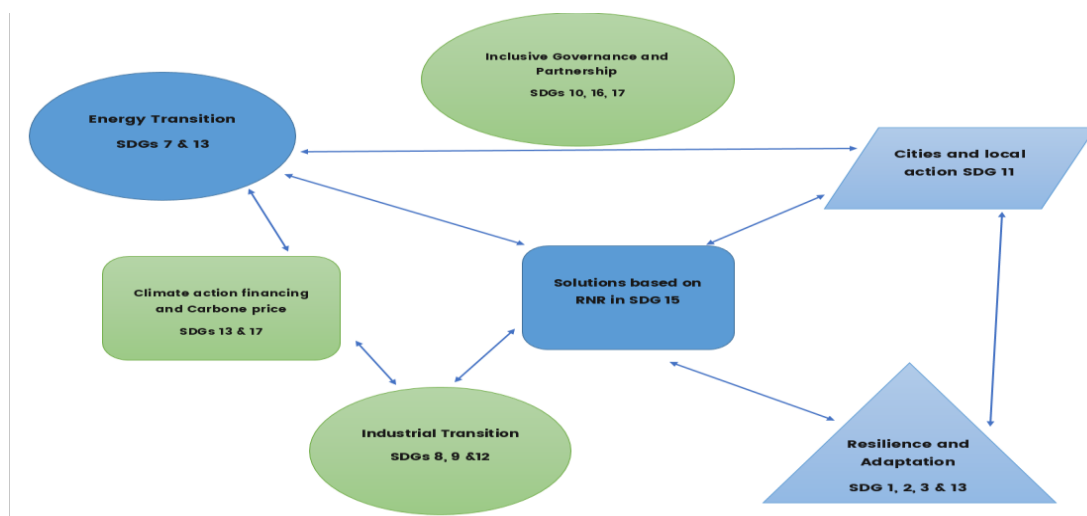 Inclusive Governance and
Partnership
SDGs 10, 16, 17
Energy Transition
SDGs 7 & 13
Cities and local
action SDG 11
Climate action financing
and Carbone price
SDGs 13 & 17
Solutions based on
RNR in SDG 15
Industrial Transition
SDGs 8, 9 &12
Resilience and
Adaptation
SDG 1, 2, 3 & 13